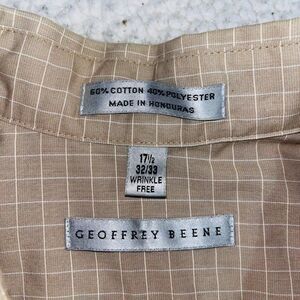 60% COTTON 40% POLYESTER
MADE IN HONDURAS
17½
32/33
WRINKLE
FREE
GEOFFREY BEENE